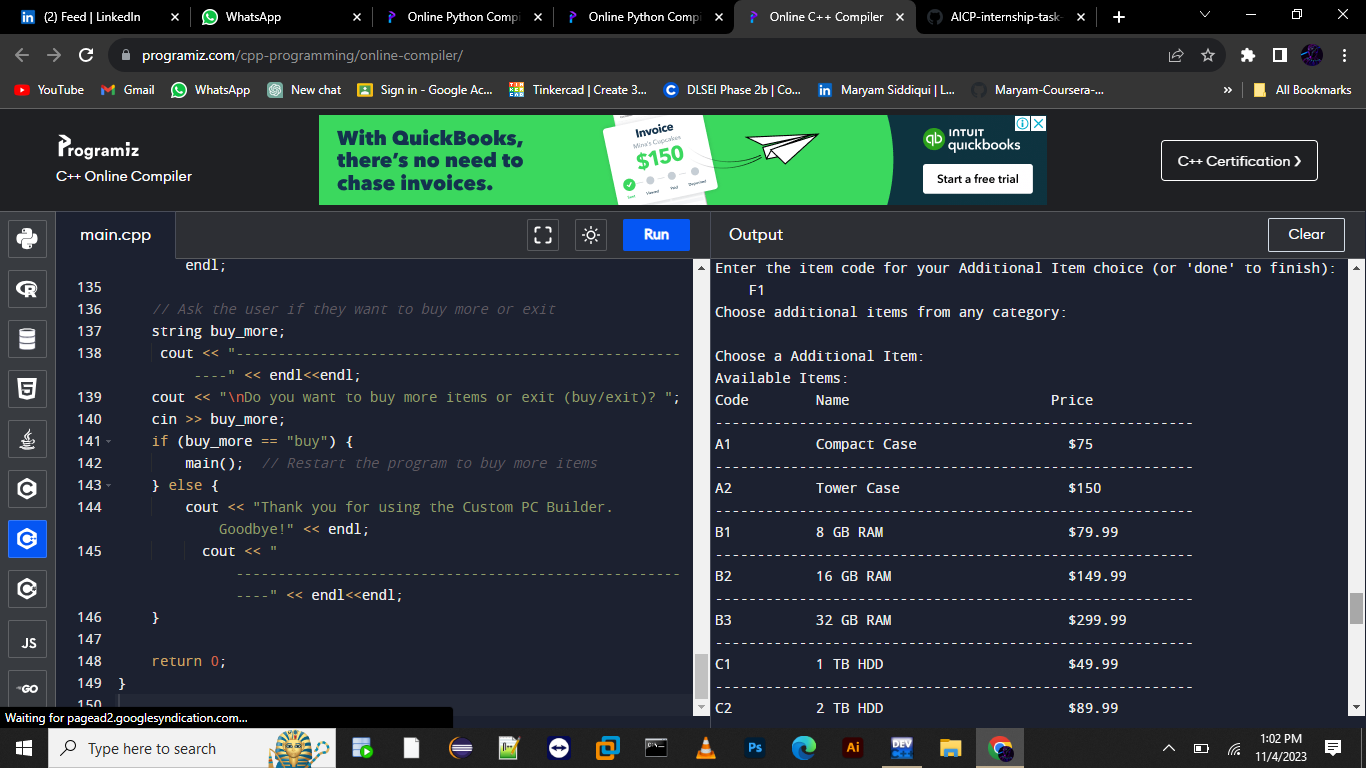 (2) Feed | LinkedIn
WhatsApp
Online Python Compi
Online Python Compi
Online C++ Compiler
AICP-internship-task-
programiz.com/cpp-programming/online-compiler/
YouTube
Gmail
WhatsApp
New chat
Sign in - Google Ac...
Tinkercad | Create 3...
DLSEI Phase 2b | Co...
Maryam Siddiqui | L...
Maryam-Coursera-...
»
All Bookmarks
Programiz
C++ Online Compiler
With QuickBooks,
there's no need to
chase invoices.
Invoice
Mina's Cupcakes
$150
INTUIT
quickbooks
Start a free trial
C++ Certification
main.cpp
Run
Output
Clear
endl;
135
136 // Ask the user if they want to buy more or exit
137 string buy_more;
138 cout << "-----------------------------------------------------
----" << endl<<endl;
139 cout << "\nDo you want to buy more items or exit (buy/exit)? ";
140 cin >> buy_more;
141 if (buy_more == "buy") {
142 main(); // Restart the program to buy more items
143 } else {
144 cout << "Thank you for using the Custom PC Builder.
Goodbye!" << endl;
145 cout << "
-----------------------------------------------------
----" << endl<<endl;
146 }
147
148 return 0;
149 }
150
Enter the item code for your Additional Item choice (or 'done' to finish):
F1
Choose additional items from any category:
Choose a Additional Item:
Available Items:
Code Name Price
---------------------------------------------------------
A1 Compact Case $75
---------------------------------------------------------
A2 Tower Case $150
---------------------------------------------------------
B1 8 GB RAM $79.99
---------------------------------------------------------
B2 16 GB RAM $149.99
---------------------------------------------------------
B3 32 GB RAM $299.99
---------------------------------------------------------
C1 1 TB HDD $49.99
---------------------------------------------------------
C2 2 TB HDD $89.99
JS
GO
Waiting for pagead2.googlesyndication.com...
Type here to search
Ps
Ai
DEV
1:02 PM
11/4/2023